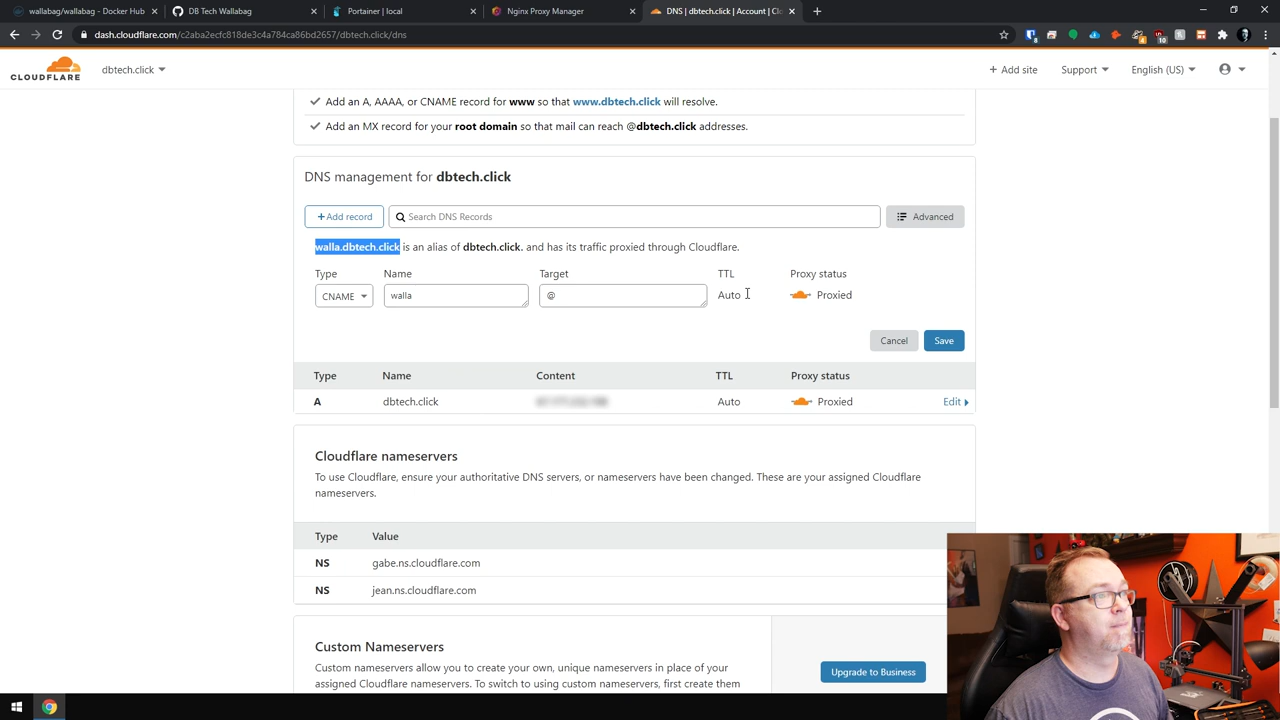 wallabag/wallabag - Docker Hub
DB Tech Wallabag
Portainer | local
Nginx Proxy Manager
DNS | dbtech.click | Account | Clo
dash.cloudflare.com/c2aba2ecfc818de3c4a784ca86bd2657/dbtech.click/dns
CLOUDFLARE
dbtech.click
+ Add site
Support
English (US)
Add an A, AAAA, or CNAME record for www so that www.dbtech.click will resolve.
Add an MX record for your root domain so that mail can reach @dbtech.click addresses.
DNS management for dbtech.click
+Add record
Search DNS Records
Advanced
walla.dbtech.click is an alias of dbtech.click. and has its traffic proxied through Cloudflare.
Type
Name
Target
TTL
Proxy status
CNAME
walla
@
Auto
Proxied
Cancel
Save
Type
Name
Content
TTL
Proxy status
A
dbtech.click
Auto
Proxied
Edit
Cloudflare nameservers
To use Cloudflare, ensure your authoritative DNS servers, or nameservers have been changed. These are your assigned Cloudflare
nameservers.
Type
Value
NS
gabe.ns.cloudflare.com
NS
jean.ns.cloudflare.com
Custom Nameservers
Custom nameservers allow you to create your own, unique nameservers in place of your
assigned Cloudflare nameservers. To switch to using custom nameservers, first create them
Upgrade to Business